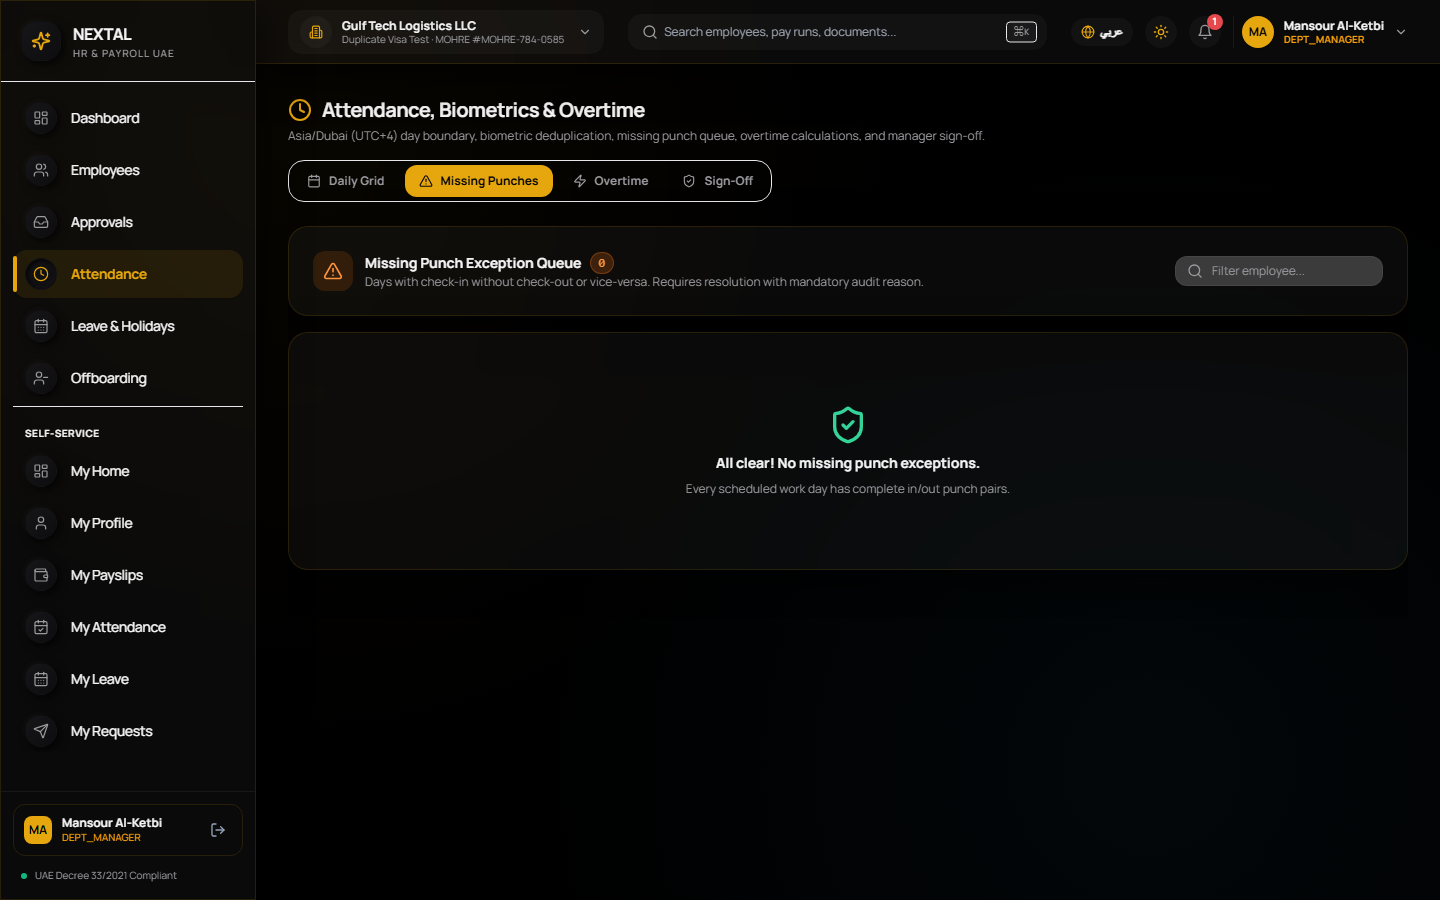 NEXTAL
HR & PAYROLL UAE
Gulf Tech Logistics LLC
Duplicate Visa Test · MOHRE #MOHRE-784-0585
Search employees, pay runs, documents...
⌘K
عربي
1
MA
Mansour Al-Ketbi
DEPT_MANAGER
Dashboard
Employees
Approvals
Attendance
Leave & Holidays
Offboarding
SELF-SERVICE
My Home
My Profile
My Payslips
My Attendance
My Leave
My Requests
MA
Mansour Al-Ketbi
DEPT_MANAGER
UAE Decree 33/2021 Compliant
Attendance, Biometrics & Overtime
Asia/Dubai (UTC+4) day boundary, biometric deduplication, missing punch queue, overtime calculations, and manager sign-off.
Daily Grid
Missing Punches
Overtime
Sign-Off
Missing Punch Exception Queue 0
Days with check-in without check-out or vice-versa. Requires resolution with mandatory audit reason.
Filter employee...
All clear! No missing punch exceptions.
Every scheduled work day has complete in/out punch pairs.